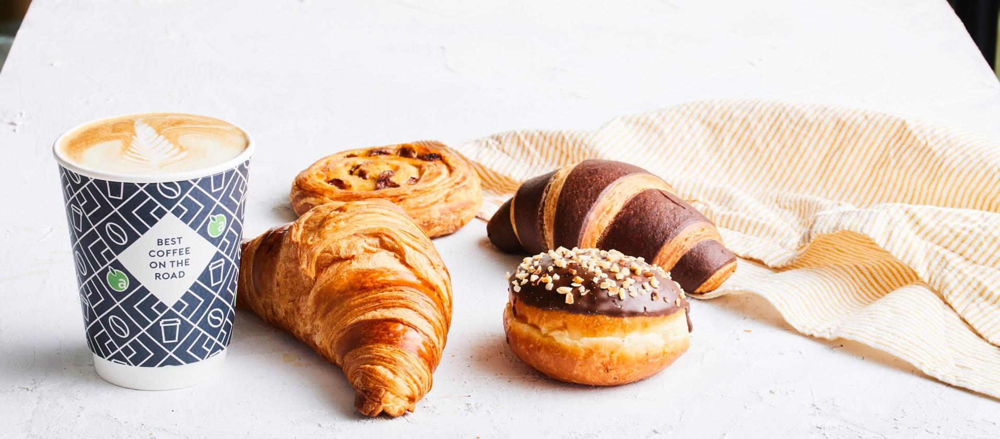 BEST
COFFEE
ON THE
ROAD
a
a